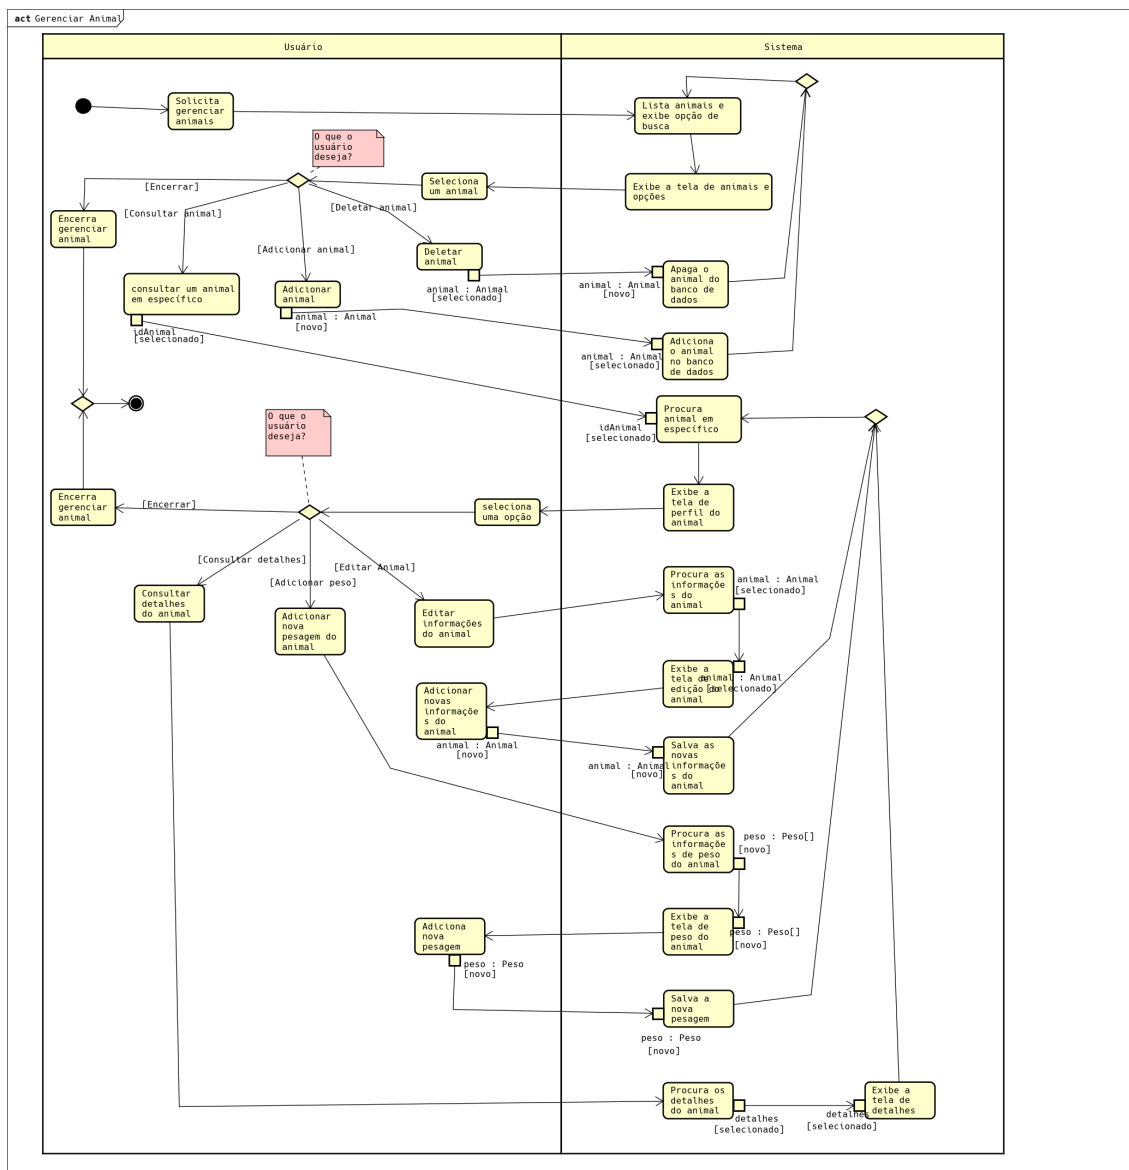 act Gerenciar Animal
Usuário
Sistema
Solicita
gerenciar
animais
Lista animais e
exibe opção de
busca
O que o
usuário
deseja?
Seleciona
um animal
Exibe a tela de animais e
opções
[Encerrar]
[Consultar animal]
[Deletar animal]
[Adicionar animal]
Encerra
gerenciar
animal
Deletar
animal
animal : Animal
[selecionado]
consultar um animal
em específico
idAnimal
[selecionado]
Adicionar
animal
animal : Animal
[novo]
Apaga o
animal do
banco de
dados
animal : Animal
[novo]
Adiciona
o animal
no banco
de dados
animal : Animal
[selecionado]
Procura
animal em
específico
idAnimal
[selecionado]
O que o
usuário
deseja?
Encerra
gerenciar
animal
[Encerrar]
seleciona
uma opção
Exibe a
tela de
perfil do
animal
[Consultar detalhes]
[Adicionar peso]
[Editar Animal]
Consultar
detalhes
do animal
Adicionar
nova
pesagem do
animal
Editar
informações
do animal
Procura as
informaçõe
s do
animal
animal : Animal
[selecionado]
Exibe a
tela de
edição do
animal
animal : Animal
[selecionado]
Adicionar
novas
informaçõe
s do
animal
animal : Animal
[novo]
Salva as
novas
informaçõe
s do
animal
animal : Animal
[novo]
Procura as
informaçõe
s de peso
do animal
peso : Peso[]
[novo]
Exibe a
tela de
peso do
animal
peso : Peso[]
[novo]
Adiciona
nova
pesagem
peso : Peso
[novo]
Salva a
nova
pesagem
peso : Peso
[novo]
Procura os
detalhes
do animal
detalhes
[selecionado]
Exibe a
tela de
detalhes
detalhes
[selecionado]